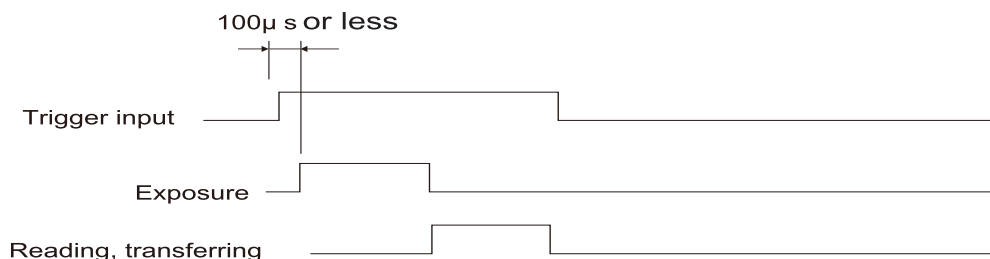 100μ s or less
Trigger input
Exposure
Reading, transferring